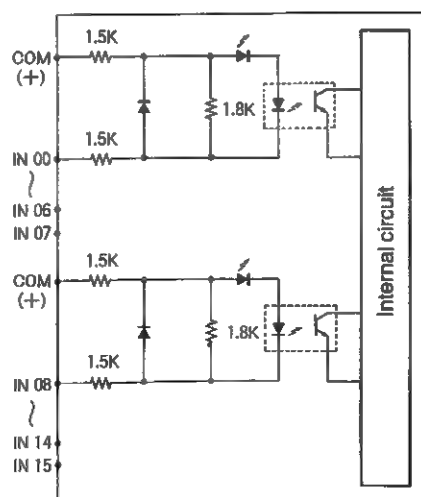 1.5K
COM
(+)
1.8K
1.5K
IN 00
IN 06
IN 07
1.5K
COM
(+)
1.8K
1.5K
IN 08
IN 14
IN 15
Internal circuit